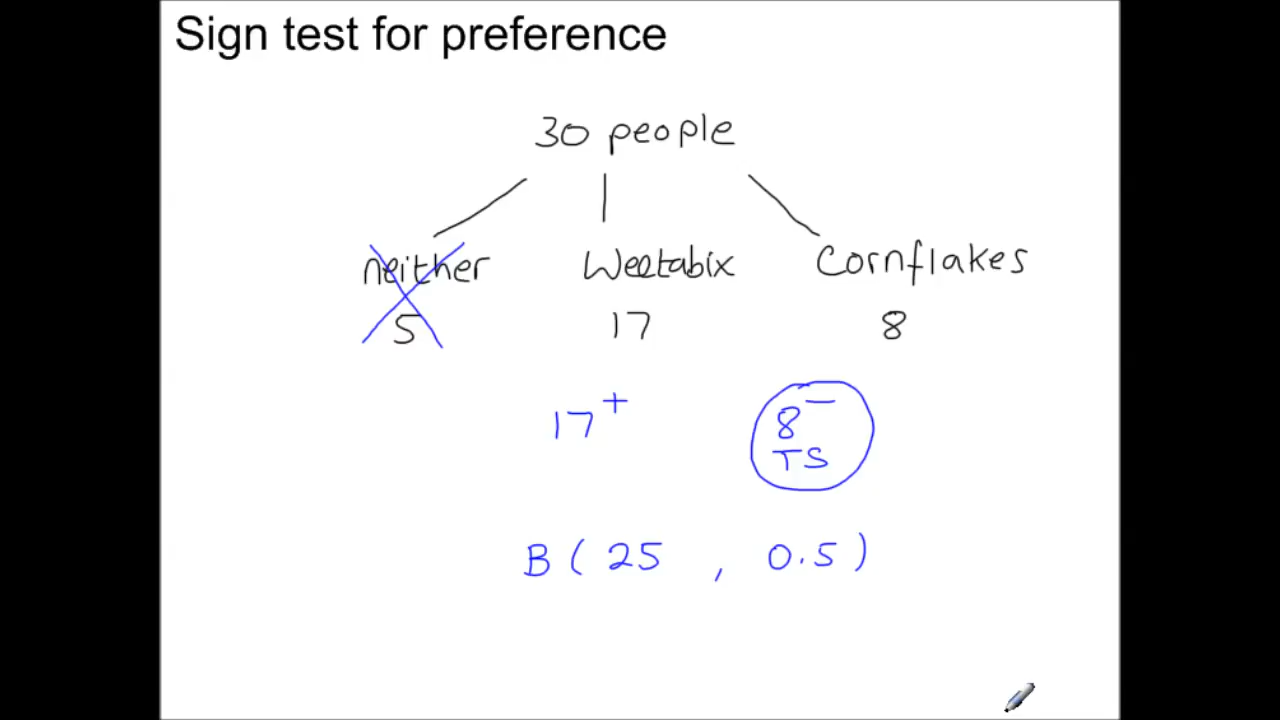 Sign test for preference
30 people
neither Weetabix Cornflakes
5 17 8
17+ 8−
TS
B ( 25 , 0.5 )